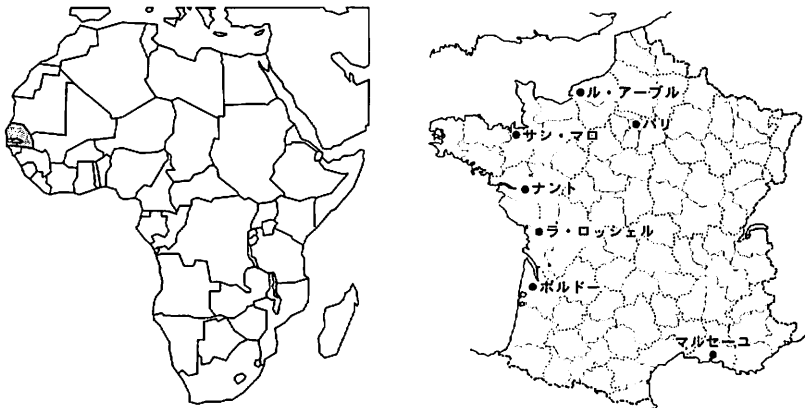 ル・アーブル
パリ
サン・マロ
ナント
ラ・ロッシェル
ボルドー
マルセーユ